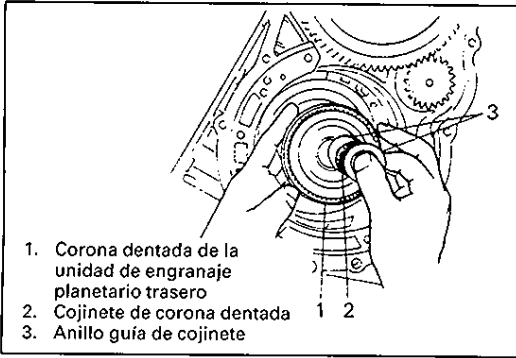 3
1 2
1. Corona dentada de la
unidad de engranaje
planetario trasero
2. Cojinete de corona dentada
3. Anillo guía de cojinete